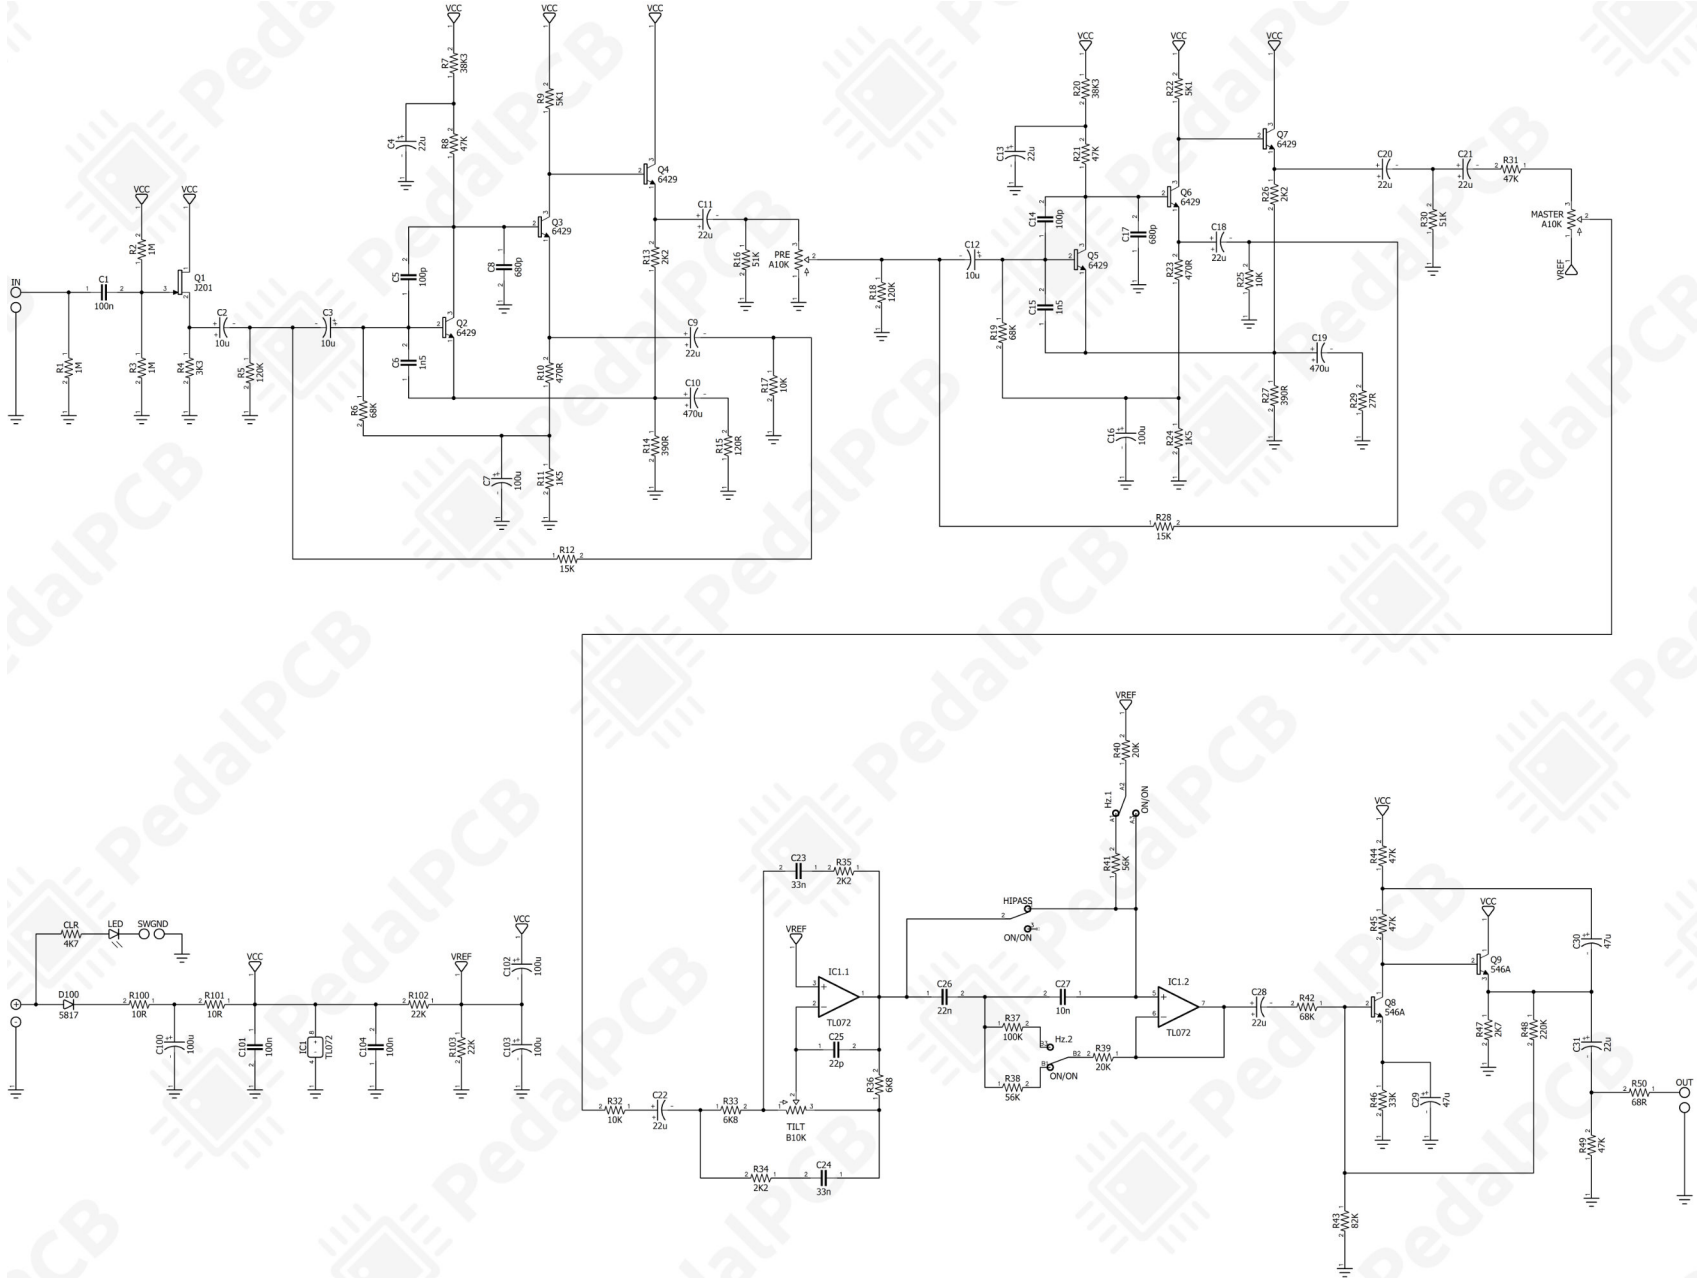 VCC
VCC
VCC
R7
38K3
R9
5K1
C4
22u
R8
47K
Q4
6429
VCC
VCC
R2
1M
Q1
J201
IN
C1
100n
R1
1M
R3
1M
R4
3K3
C2
10u
R5
120K
C3
10u
R6
68K
C5
100p
C6
1n5
Q2
6429
C8
680p
Q3
6429
R10
470R
C7
100u
R11
1K5
R13
2K2
C11
22u
R16
51K
PRE
A10K
C9
22u
C10
470u
R14
390R
R15
120R
R17
10K
R12
15K
VCC
VCC
VCC
R20
38K3
R22
5K1
C13
22u
R21
47K
Q7
6429
Q6
6429
C14
100p
C17
680p
C12
10u
Q5
6429
R18
120K
R19
68K
C15
1n5
R23
470R
C18
22u
R25
10K
R26
2K2
C20
22u
C21
22u
R31
47K
R30
51K
MASTER
A10K
VREF
C19
470u
R27
390R
R29
27R
C16
100u
R24
1K5
R28
15K
CLR
4K7
LED
SWGND
D100
5817
R100
10R
R101
10R
C100
100u
VCC
C101
100n
IC1
TL072
C104
100n
R102
22K
VREF
R103
22K
VCC
C102
100u
C103
100u
R32
10K
C22
22u
R33
6K8
TILT
B10K
R34
2K2
C24
33n
C23
33n
R35
2K2
VREF
IC1.1
TL072
C25
22p
R36
6K8
HIPASS
ON/ON
C26
22n
C27
10n
R37
100K
R38
56K
Hz.2
ON/ON
R39
20K
VREF
R40
20K
Hz.1
ON/ON
R41
56K
IC1.2
TL072
C28
22u
R42
68K
R43
82K
VCC
R44
47K
R45
47K
Q8
546A
R46
33K
C29
47u
VCC
Q9
546A
R47
2K7
R48
220K
C30
47u
C31
22u
R49
47K
R50
68R
OUT
PedalPCB